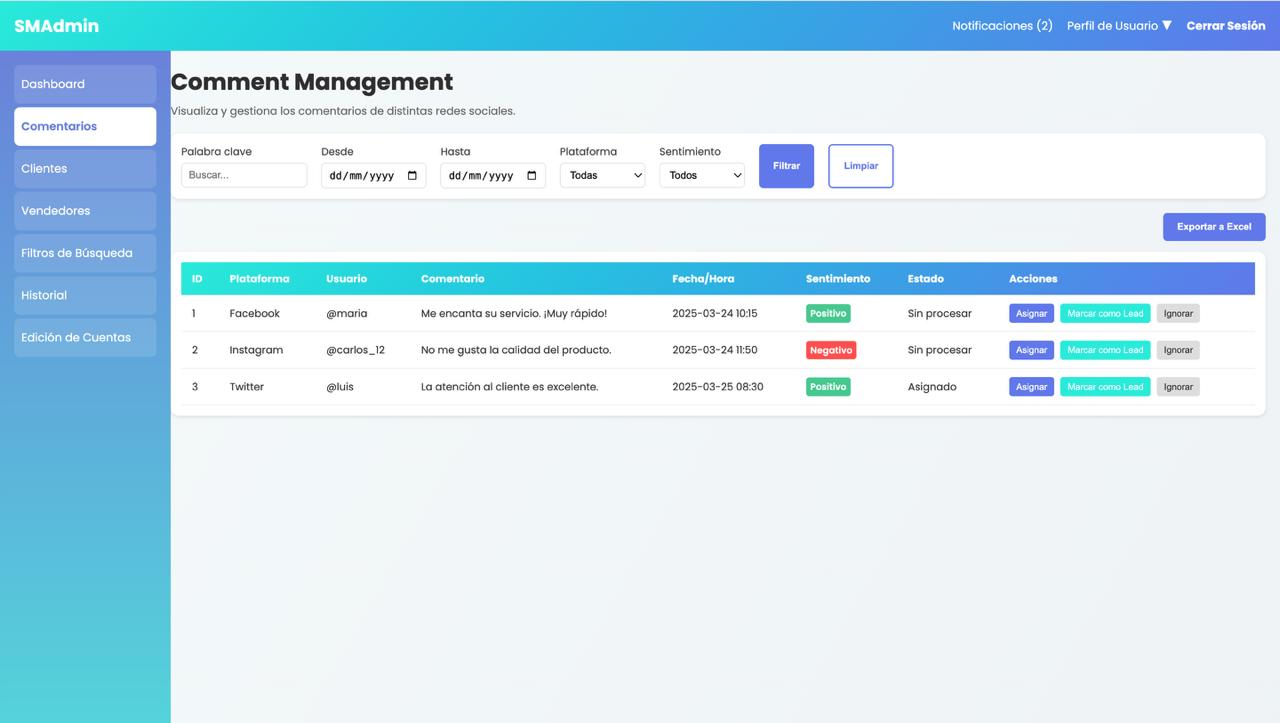 SMAdmin
Notificaciones (2) Perfil de Usuario ▼ Cerrar Sesión
Dashboard
Comentarios
Clientes
Vendedores
Filtros de Búsqueda
Historial
Edición de Cuentas
Comment Management
Visualiza y gestiona los comentarios de distintas redes sociales.
Palabra clave Desde Hasta Plataforma Sentimiento
Buscar... dd/mm/yyyy dd/mm/yyyy Todas Todos Filtrar Limpiar
Exportar a Excel
ID Plataforma Usuario Comentario Fecha/Hora Sentimiento Estado Acciones
1 Facebook @maria Me encanta su servicio. ¡Muy rápido! 2025-03-24 10:15 Positivo Sin procesar Asignar Marcar como Lead Ignorar
2 Instagram @carlos_12 No me gusta la calidad del producto. 2025-03-24 11:50 Negativo Sin procesar Asignar Marcar como Lead Ignorar
3 Twitter @luis La atención al cliente es excelente. 2025-03-25 08:30 Positivo Asignado Asignar Marcar como Lead Ignorar